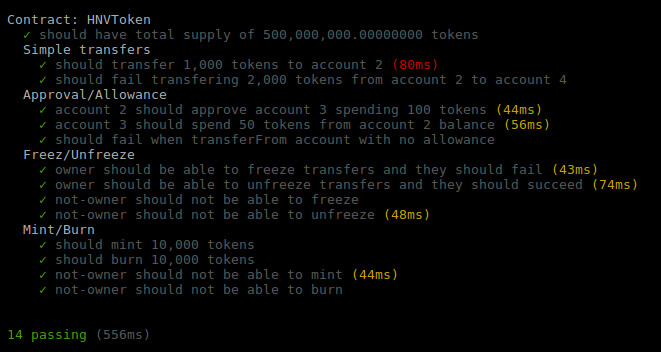 Contract: HNVToken
✓ should have total supply of 500,000,000.00000000 tokens
Simple transfers
✓ should transfer 1,000 tokens to account 2 (80ms)
✓ should fail transfering 2,000 tokens from account 2 to account 4
Approval/Allowance
✓ account 2 should approve account 3 spending 100 tokens (44ms)
✓ account 3 should spend 50 tokens from account 2 balance (56ms)
✓ should fail when transferFrom account with no allowance
Freez/Unfreeze
✓ owner should be able to freeze transfers and they should fail (43ms)
✓ owner should be able to unfreeze transfers and they should succeed (74ms)
✓ not-owner should not be able to freeze
✓ not-owner should not be able to unfreeze (48ms)
Mint/Burn
✓ should mint 10,000 tokens
✓ should burn 10,000 tokens
✓ not-owner should not be able to mint (44ms)
✓ not-owner should not be able to burn
14 passing (556ms)